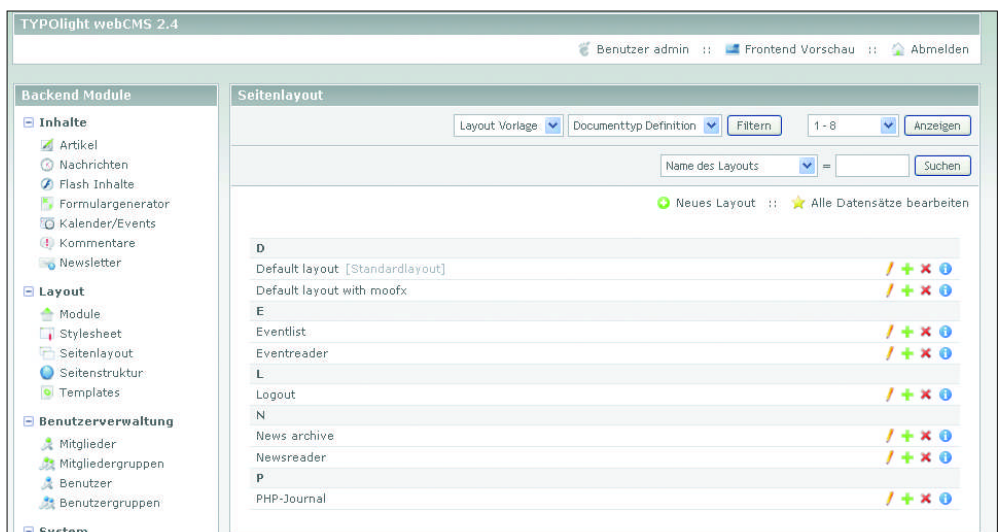 TYPOlight webCMS 2.4
Benutzer admin :: Frontend Vorschau :: Abmelden
Backend Module
Inhalte
Artikel
Nachrichten
Flash Inhalte
Formulargenerator
Kalender/Events
Kommentare
Newsletter
Layout
Module
Stylesheet
Seitenlayout
Seitenstruktur
Templates
Benutzerverwaltung
Mitglieder
Mitgliedergruppen
Benutzer
Benutzergruppen
System
Seitenlayout
Layout Vorlage Documenttyp Definition Filtern 1 - 8 Anzeigen
Name des Layouts = Suchen
Neues Layout :: Alle Datensätze bearbeiten
D
Default layout [Standardlayout]
Default layout with moofx
E
Eventlist
Eventreader
L
Logout
N
News archive
Newsreader
P
PHP-Journal